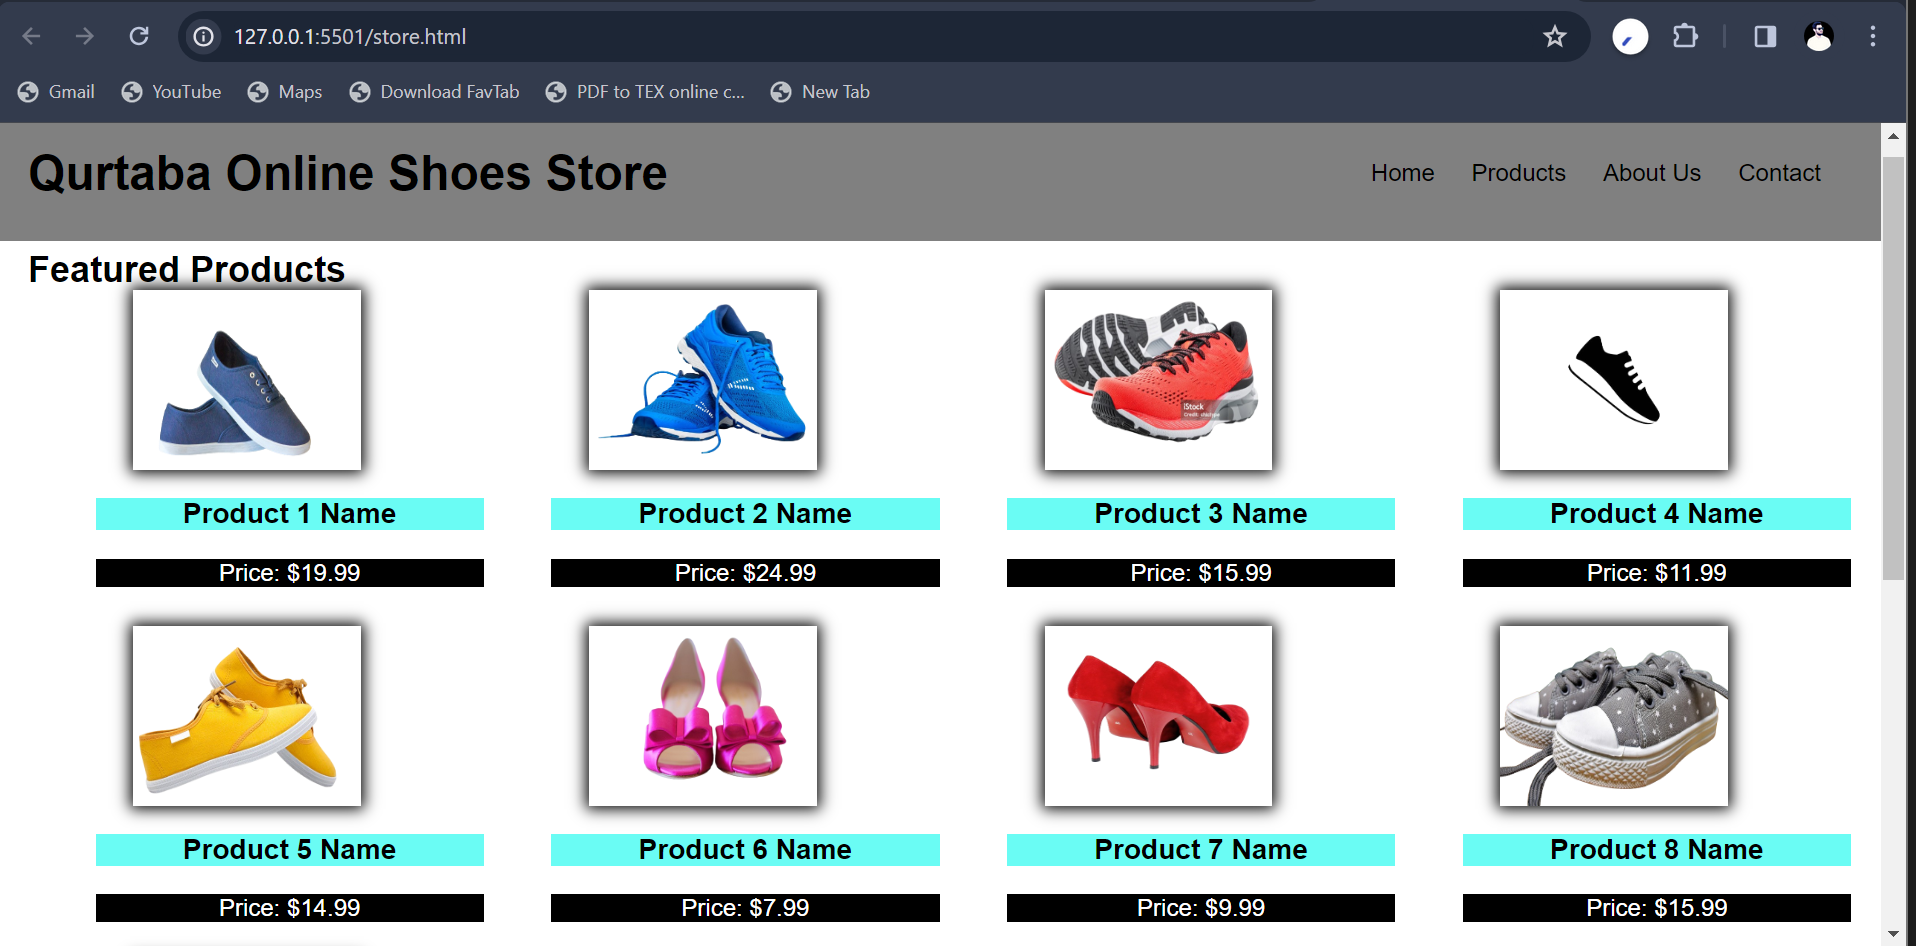 127.0.0.1:5501/store.html
Gmail YouTube Maps Download FavTab PDF to TEX online c... New Tab
Qurtaba Online Shoes Store
Home Products About Us Contact
Featured Products
iStock
Product 1 Name Product 2 Name Product 3 Name Product 4 Name
Price: $19.99 Price: $24.99 Price: $15.99 Price: $11.99
Product 5 Name Product 6 Name Product 7 Name Product 8 Name
Price: $14.99 Price: $7.99 Price: $9.99 Price: $15.99